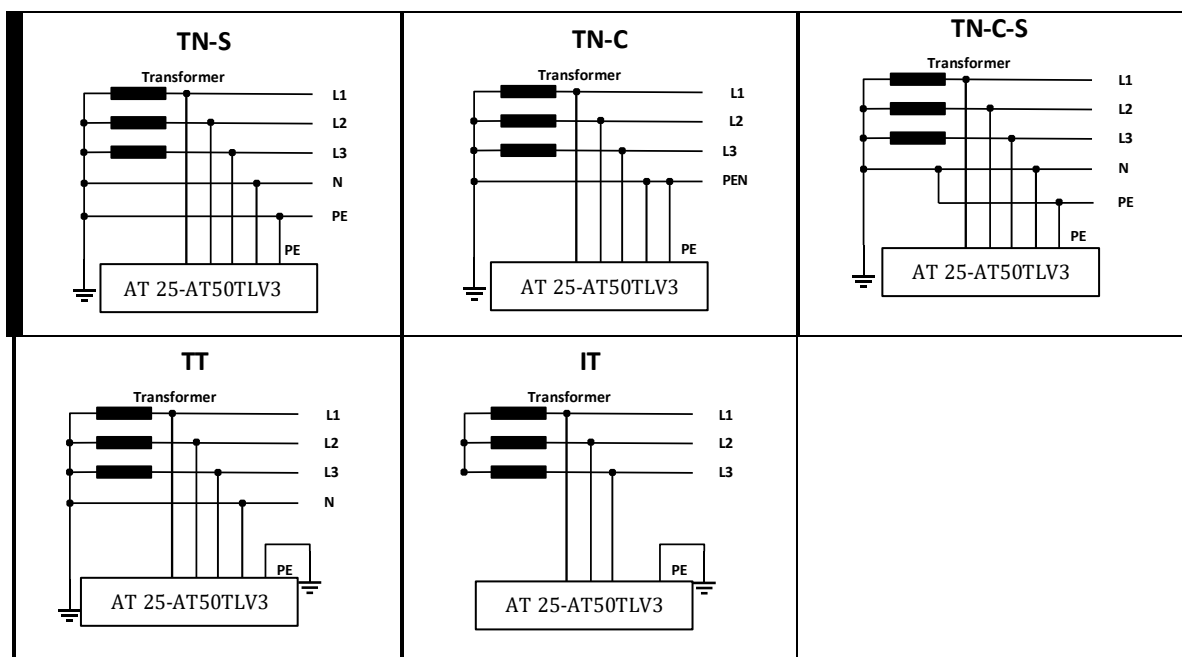 TN-S
Transformer
L1
L2
L3
N
PE
PE
AT 25-AT50TLV3
TN-C
Transformer
L1
L2
L3
PEN
PE
AT 25-AT50TLV3
TN-C-S
Transformer
L1
L2
L3
N
PE
PE
AT 25-AT50TLV3
TT
Transformer
L1
L2
L3
N
PE
AT 25-AT50TLV3
IT
Transformer
L1
L2
L3
PE
AT 25-AT50TLV3